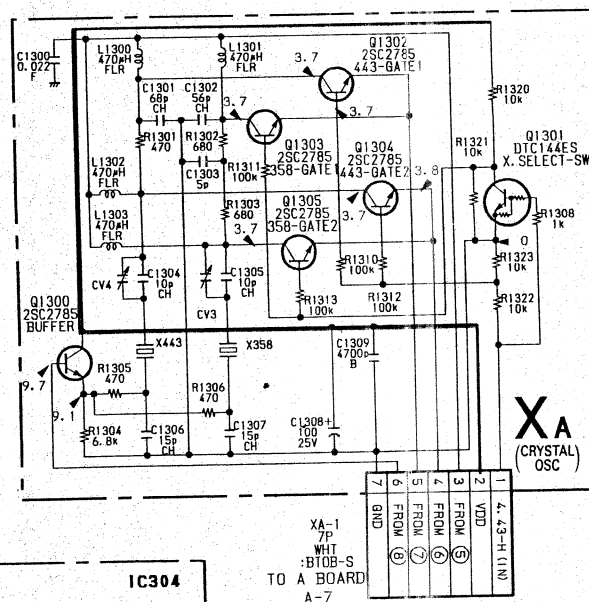 C1300
0.022
F
L1300
470μH
FLR
L1301
470μH
FLR
Q1302
2SC2785
443-GATE1
3.7
C1301
68p
CH
C1302
56p
CH
3.7
3.7
R1320
10k
R1301
470
R1302
680
C1303
5p
R1311
100k
Q1303
2SC2785
358-GATE1
Q1304
2SC2785
443-GATE2
3.8
R1321
10k
Q1301
DTC144ES
X.SELECT-SW
L1302
470μH
FLR
L1303
470μH
FLR
R1303
680
3.7
Q1305
2SC2785
358-GATE2
3.7
R1308
1k
0
CV4
C1304
10p
CH
CV3
C1305
10p
CH
R1310
100k
R1313
100k
R1312
100k
R1323
10k
R1322
10k
Q1300
2SC2785
BUFFER
X443
X358
C1309
4700p
B
9.7
R1305
470
R1306
470
9.1
R1304
6.8k
C1306
15p
CH
C1307
15p
CH
C1308+
100
25V
XA
(CRYSTAL
OSC)
7 GND
6 FROM ⑧
5 FROM ⑦
4 FROM ⑥
3 FROM ⑤
2 VDD
1 4.43-H(IN)
XA-1
7P
WHT
:BTOB-S
TO A BOARD
A-7
IC304